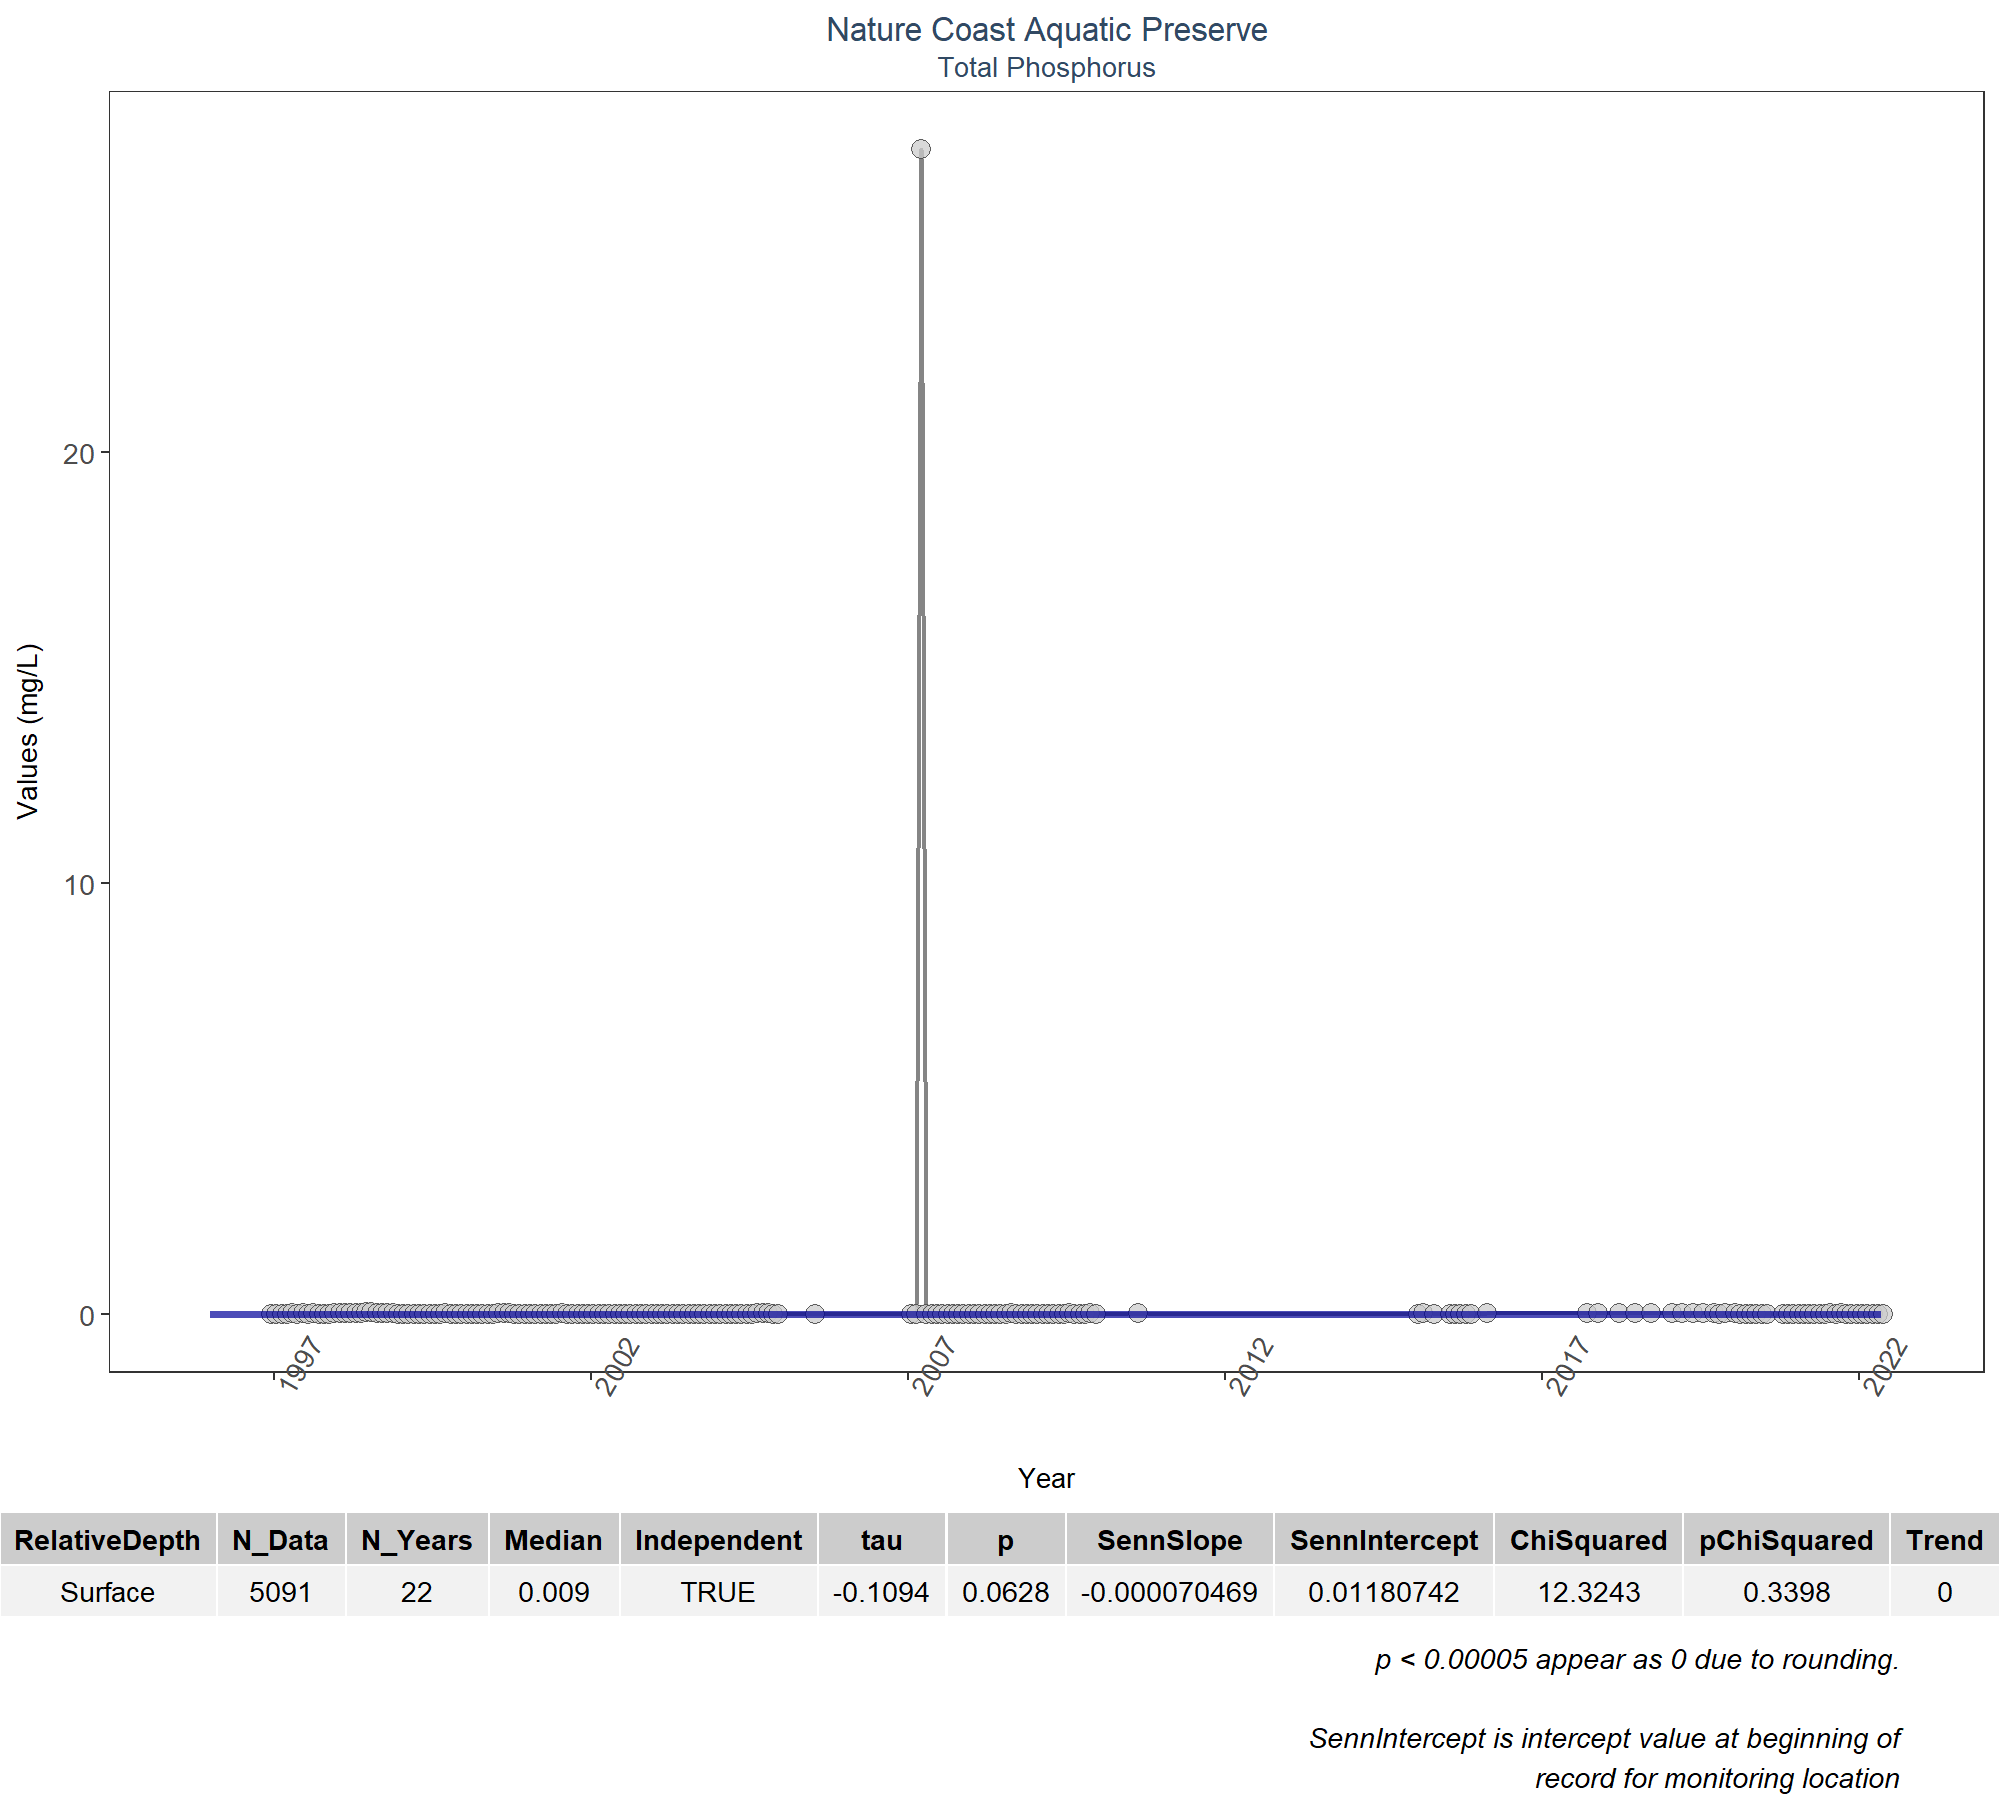 Nature Coast Aquatic Preserve
Total Phosphorus
20
10
0
Values (mg/L)
1997
2002
2007
2012
2017
2022
Year
RelativeDepth N_Data N_Years Median Independent tau p SennSlope SennIntercept ChiSquared pChiSquared Trend
Surface 5091 22 0.009 TRUE -0.1094 0.0628 -0.000070469 0.01180742 12.3243 0.3398 0
p < 0.00005 appear as 0 due to rounding.
SennIntercept is intercept value at beginning of
record for monitoring location